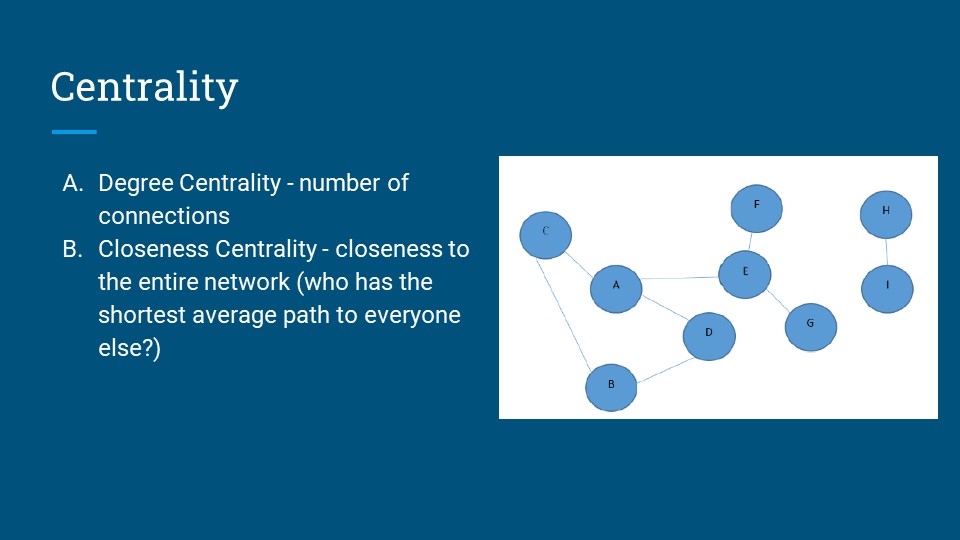 Centrality
A. Degree Centrality - number of
connections
B. Closeness Centrality - closeness to
the entire network (who has the
shortest average path to everyone
else?)
F
H
C
E
A
I
G
D
B